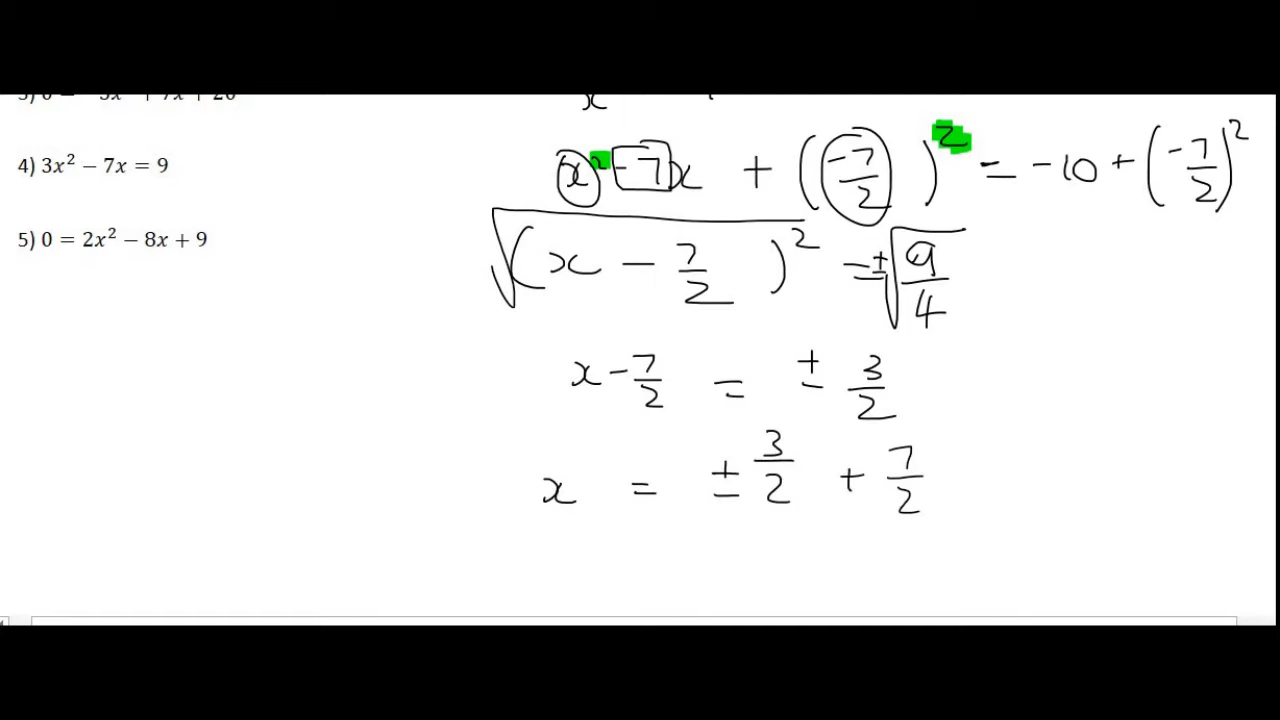 4) 3x² − 7x = 9
5) 0 = 2x² − 8x + 9
x
x² - 7x + ((-7/2))² = -10 + (-7/2)²
√(x - 7/2)² = ±√9/4
x - 7/2 = ± 3/2
x = ± 3/2 + 7/2